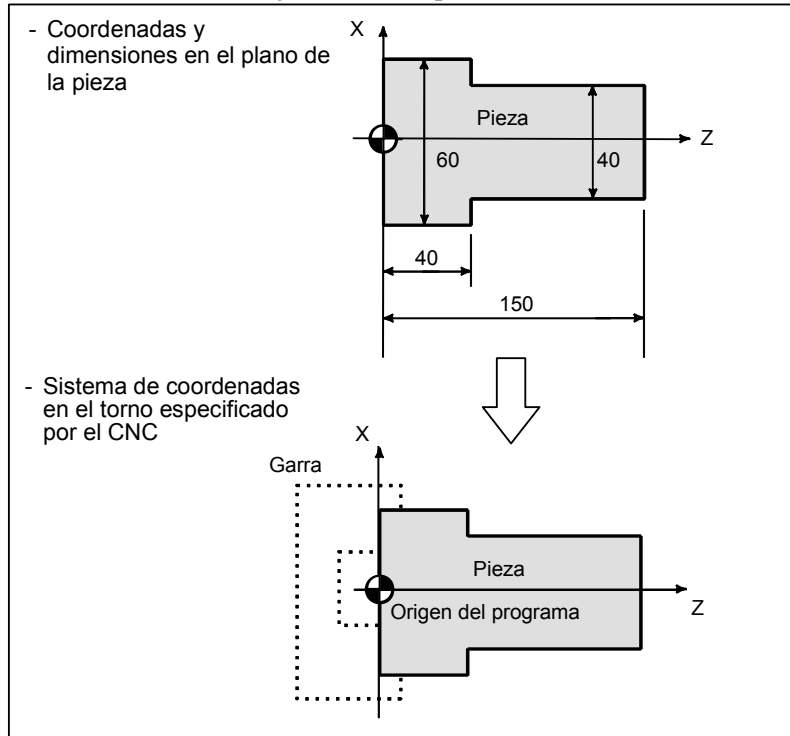 - Coordenadas y
dimensiones en el plano de
la pieza
X
Pieza
Z
60
40
40
150
- Sistema de coordenadas
en el torno especificado
por el CNC
X
Garra
Pieza
Origen del programa
Z